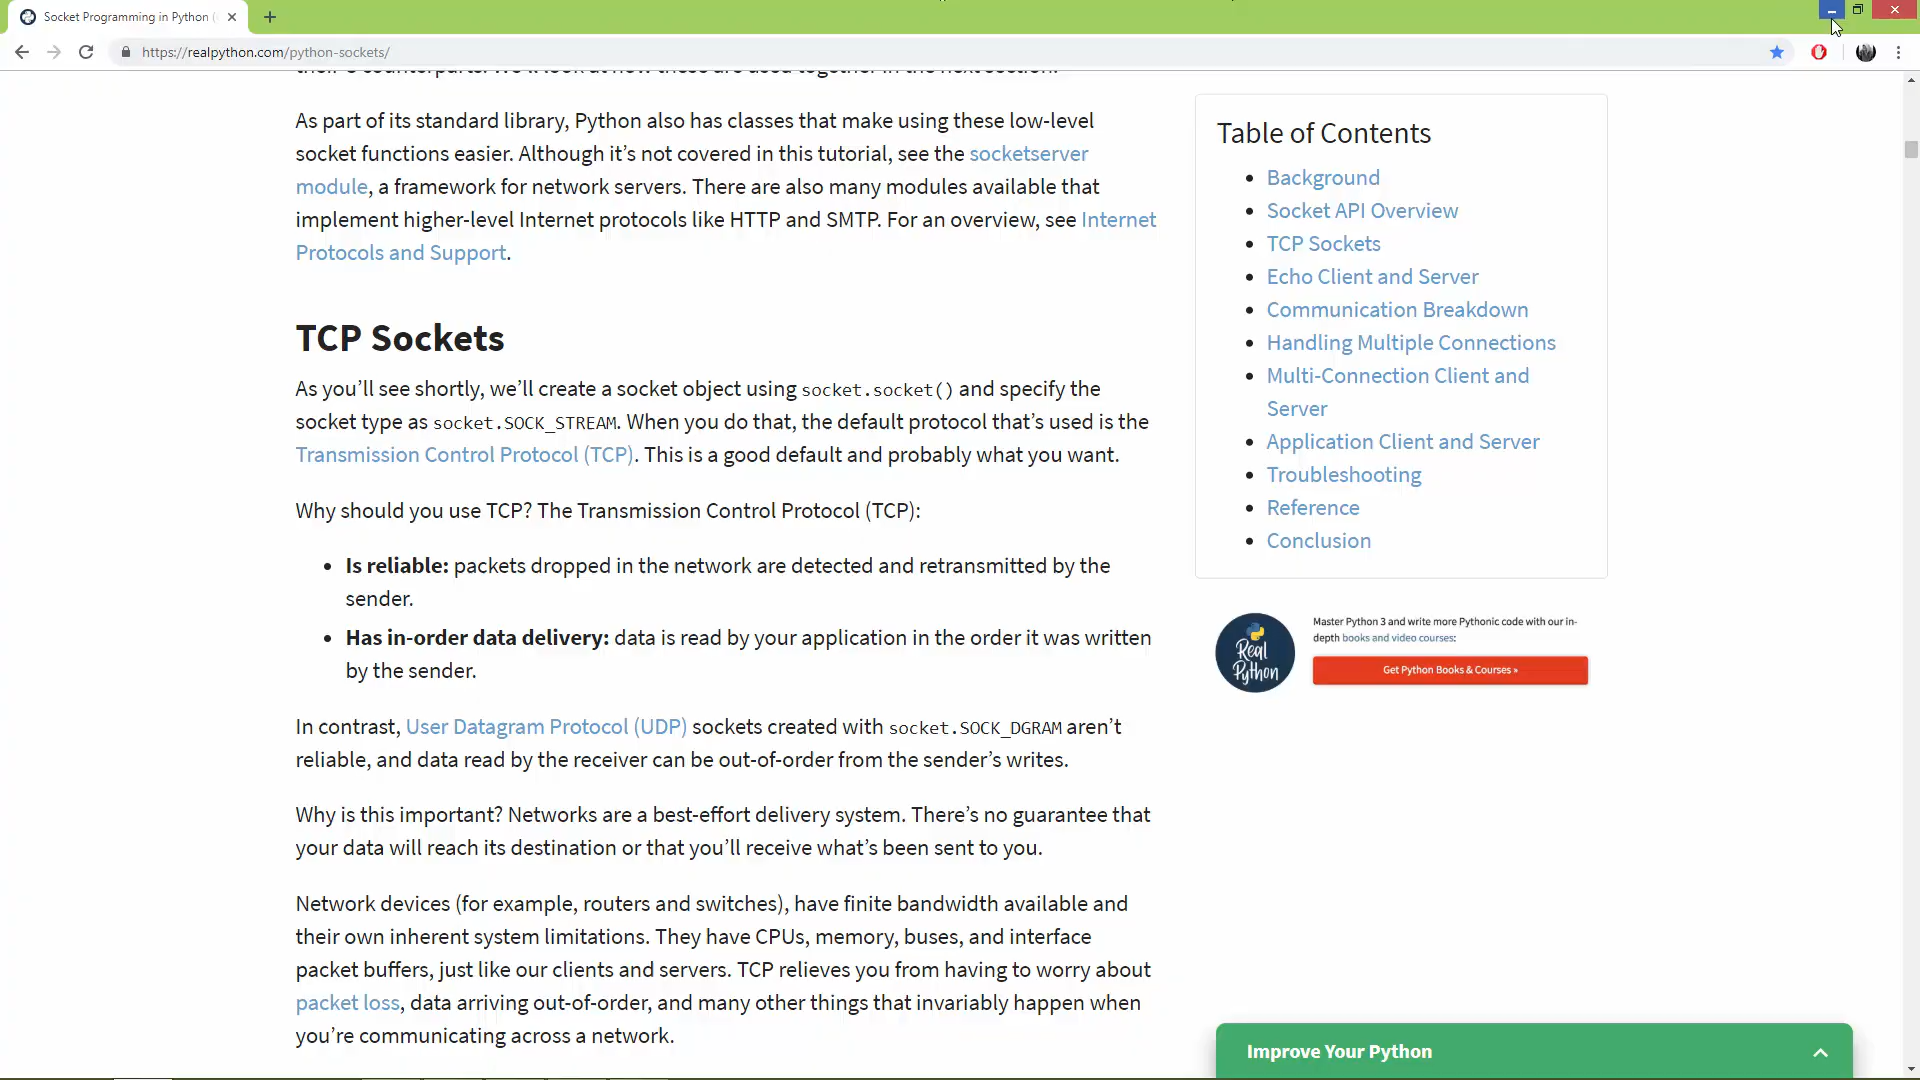 Socket Programming in Python (
https://realpython.com/python-sockets/
their C counterparts. We'll look at how these are used together in the next section.
As part of its standard library, Python also has classes that make using these low-level
socket functions easier. Although it's not covered in this tutorial, see the socketserver
module, a framework for network servers. There are also many modules available that
implement higher-level Internet protocols like HTTP and SMTP. For an overview, see Internet
Protocols and Support.
TCP Sockets
As you'll see shortly, we'll create a socket object using socket.socket() and specify the
socket type as socket.SOCK_STREAM. When you do that, the default protocol that's used is the
Transmission Control Protocol (TCP). This is a good default and probably what you want.
Why should you use TCP? The Transmission Control Protocol (TCP):
• Is reliable: packets dropped in the network are detected and retransmitted by the
sender.
• Has in-order data delivery: data is read by your application in the order it was written
by the sender.
In contrast, User Datagram Protocol (UDP) sockets created with socket.SOCK_DGRAM aren't
reliable, and data read by the receiver can be out-of-order from the sender's writes.
Why is this important? Networks are a best-effort delivery system. There's no guarantee that
your data will reach its destination or that you'll receive what's been sent to you.
Network devices (for example, routers and switches), have finite bandwidth available and
their own inherent system limitations. They have CPUs, memory, buses, and interface
packet buffers, just like our clients and servers. TCP relieves you from having to worry about
packet loss, data arriving out-of-order, and many other things that invariably happen when
you're communicating across a network.
Table of Contents
• Background
• Socket API Overview
• TCP Sockets
• Echo Client and Server
• Communication Breakdown
• Handling Multiple Connections
• Multi-Connection Client and
Server
• Application Client and Server
• Troubleshooting
• Reference
• Conclusion
Real
Python
Master Python 3 and write more Pythonic code with our in-
depth books and video courses:
Get Python Books & Courses »
Improve Your Python